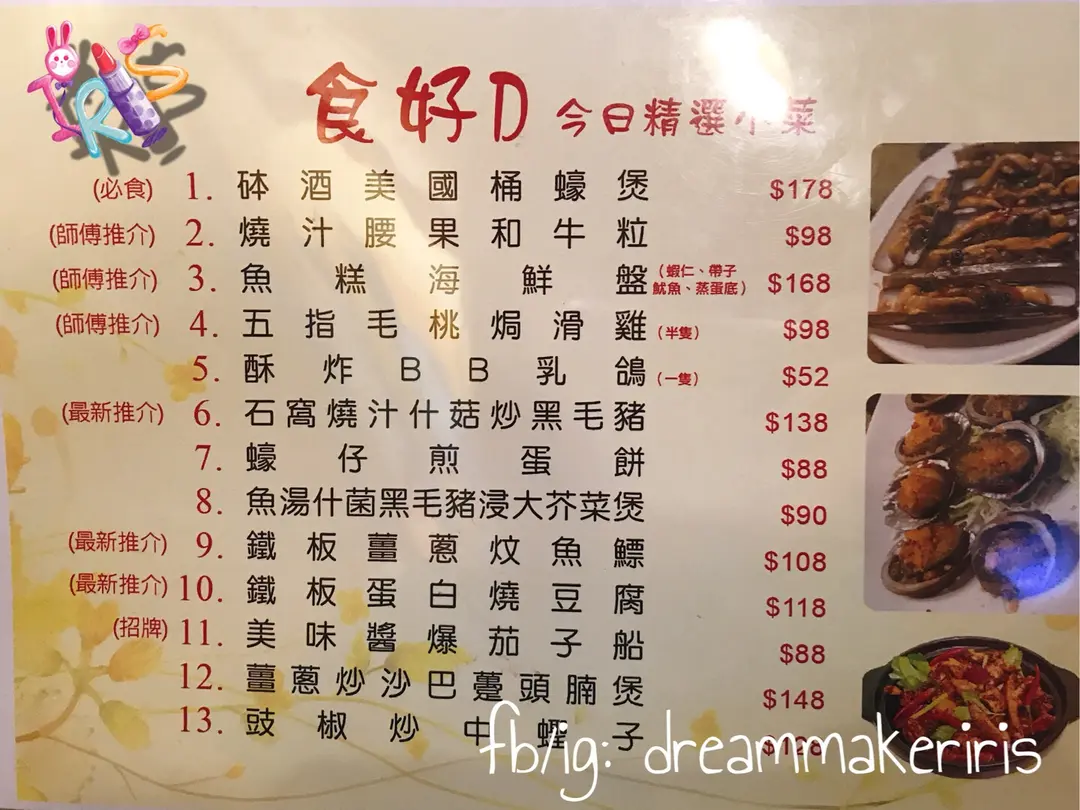 IRIS
食好D 今日精選小菜
(必食) 1. 砵酒美國桶蠔煲 $178
(師傅推介) 2. 燒汁腰果和牛粒 $98
(師傅推介) 3. 魚糕海鮮盤 (蝦仁、帶子魷魚、蒸蛋底) $168
(師傅推介) 4. 五指毛桃焗滑雞 (半隻) $98
5. 酥炸BB乳鴿 (一隻) $52
(最新推介) 6. 石窩燒汁什菇炒黑毛豬 $138
7. 蠔仔煎蛋餅 $88
8. 魚湯什菌黑毛豬浸大芥菜煲 $90
(最新推介) 9. 鐵板薑蔥炆魚鰾 $108
(最新推介) 10. 鐵板蛋白燒豆腐 $118
(招牌) 11. 美味醬爆茄子船 $88
12. 薑蔥炒沙巴躉頭腩煲 $148
13. 豉椒炒中蟶子
fb/ig: dreammakeriris